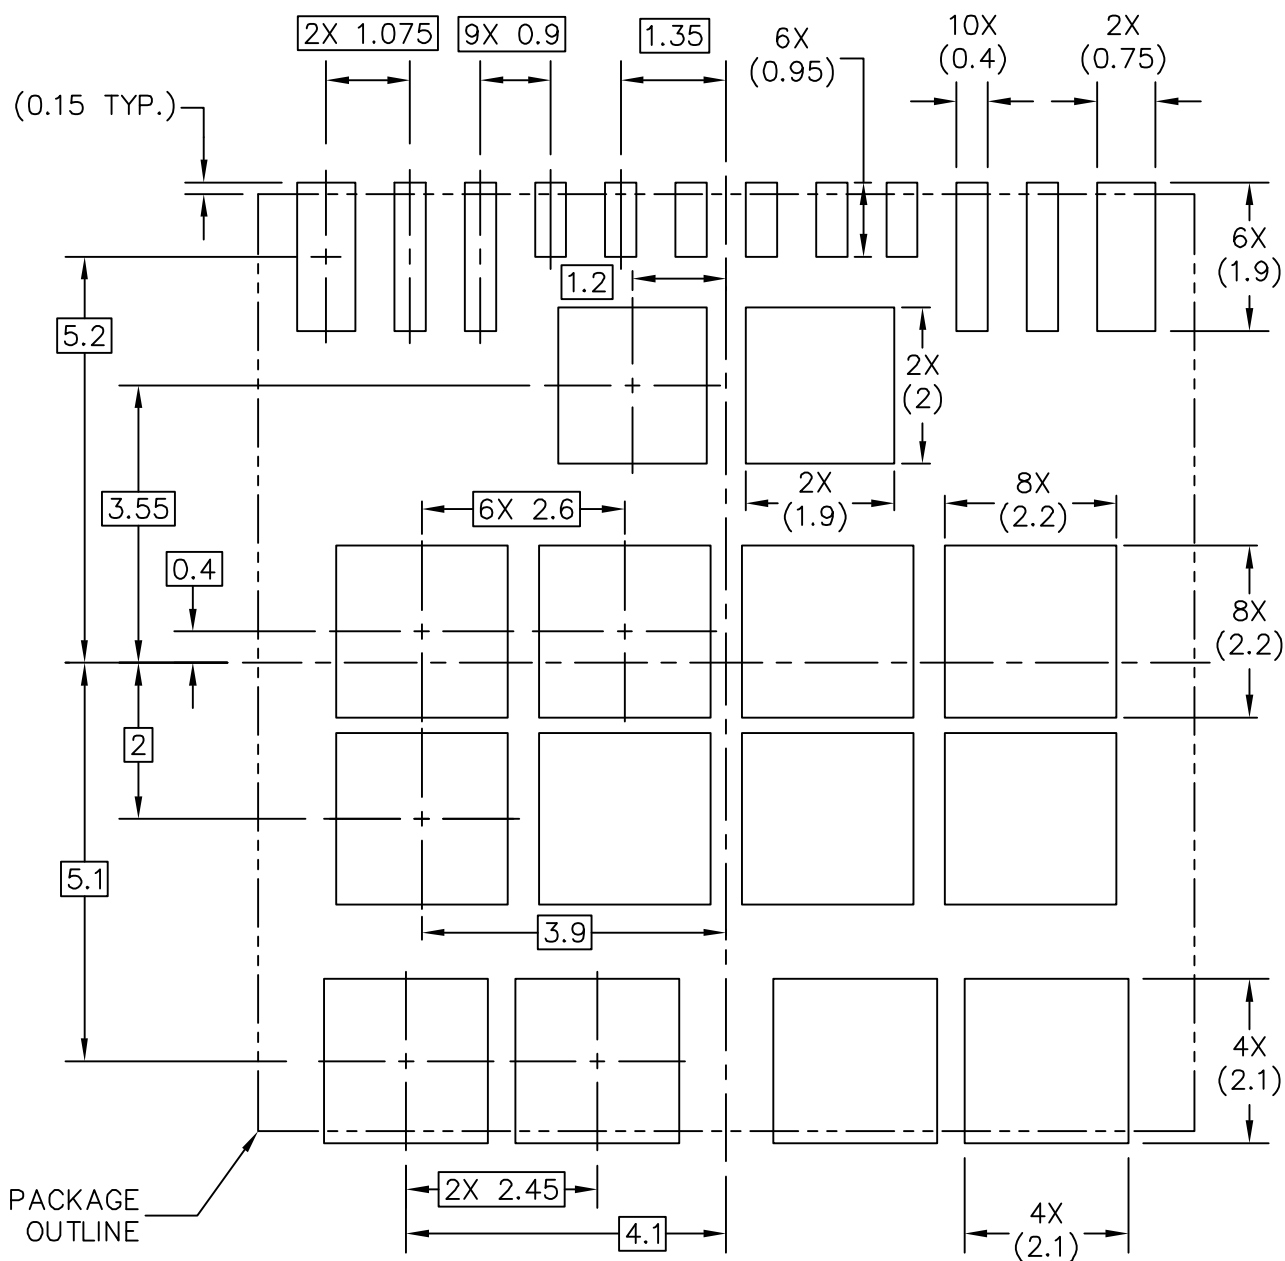 2X 1.075
9X 0.9
1.35
6X
(0.95)
10X
(0.4)
2X
(0.75)
(0.15 TYP.)
6X
(1.9)
1.2
5.2
2X
(2)
3.55
6X 2.6
2X
(1.9)
8X
(2.2)
0.4
8X
(2.2)
2
5.1
3.9
4X
(2.1)
PACKAGE
OUTLINE
2X 2.45
4.1
4X
(2.1)